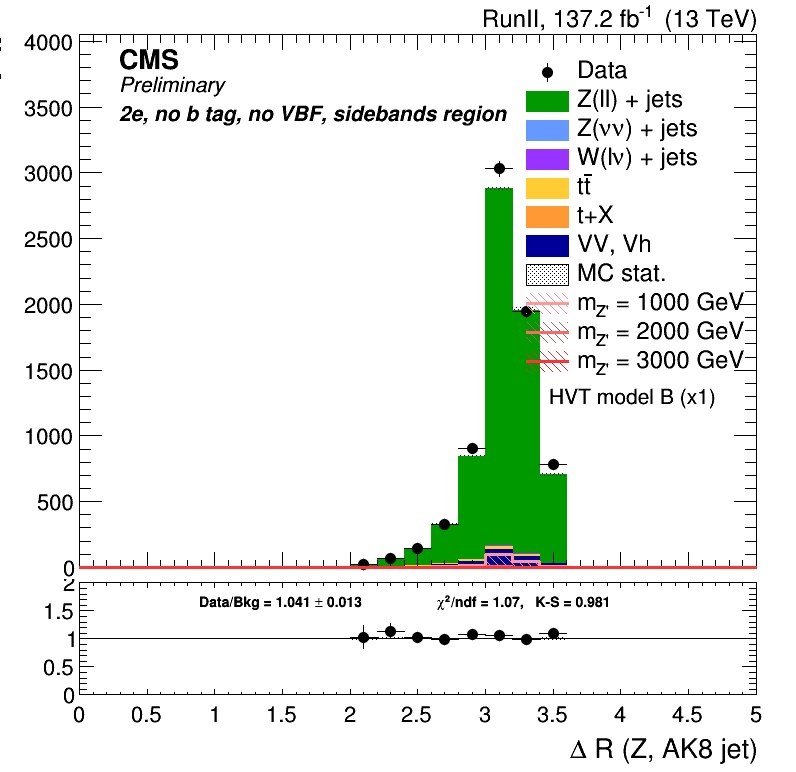 RunII, 137.2 fb⁻¹ (13 TeV)
CMS
Preliminary
2e, no b tag, no VBF, sidebands region
Data
Z(ll) + jets
Z(νν) + jets
W(lν) + jets
tt̄
t+X
VV, Vh
MC stat.
m_Z' = 1000 GeV
m_Z' = 2000 GeV
m_Z' = 3000 GeV
HVT model B (x1)
4000
3500
3000
2500
2000
1500
1000
500
0
Data/Bkg = 1.041 ± 0.013
χ²/ndf = 1.07, K-S = 0.981
2
1.5
1
0.5
0
0 0.5 1 1.5 2 2.5 3 3.5 4 4.5 5
Δ R (Z, AK8 jet)